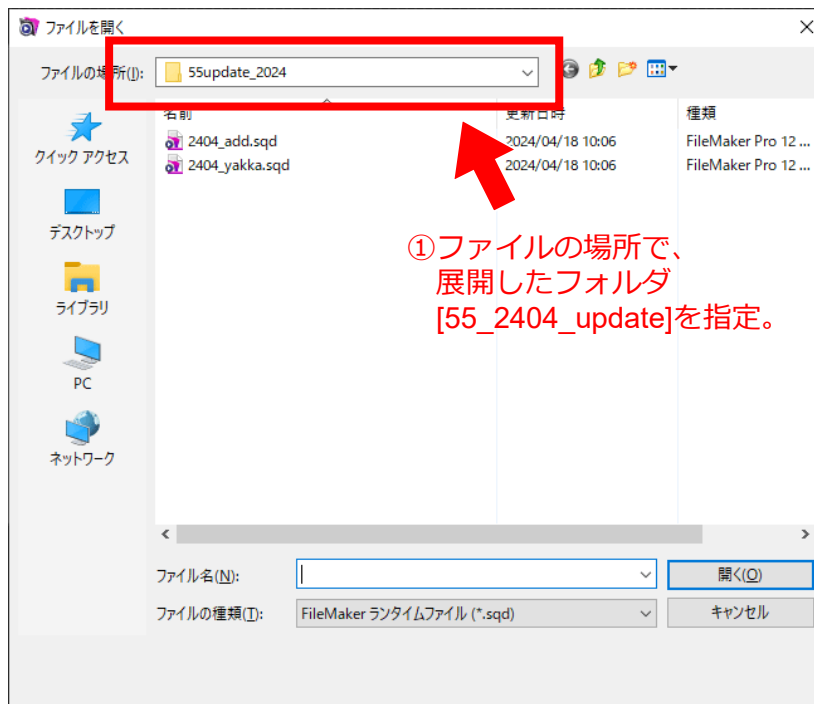 ファイルを開く
ファイルの場所(I):
55update_2024
名前
更新日時
種類
2404_add.sqd
2024/04/18 10:06
FileMaker Pro 12 ...
2404_yakka.sqd
2024/04/18 10:06
FileMaker Pro 12 ...
クイック アクセス
デスクトップ
ライブラリ
PC
ネットワーク
①ファイルの場所で、
展開したフォルダ
[55_2404_update]を指定。
ファイル名(N):
開く(O)
ファイルの種類(T):
FileMaker ランタイムファイル (*.sqd)
キャンセル